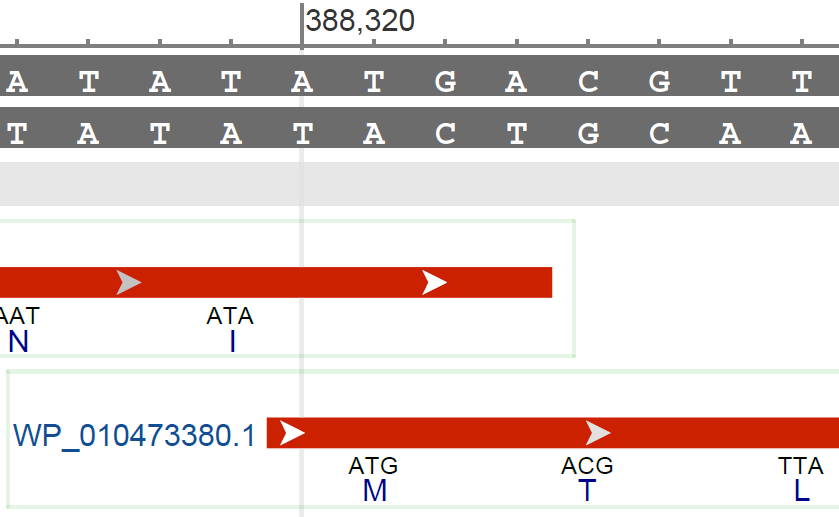 388,320
A T A T A T G A C G T T
T A T A T A C T G C A A
AAT ATA
N I
WP_010473380.1
ATG ACG TTA
M T L